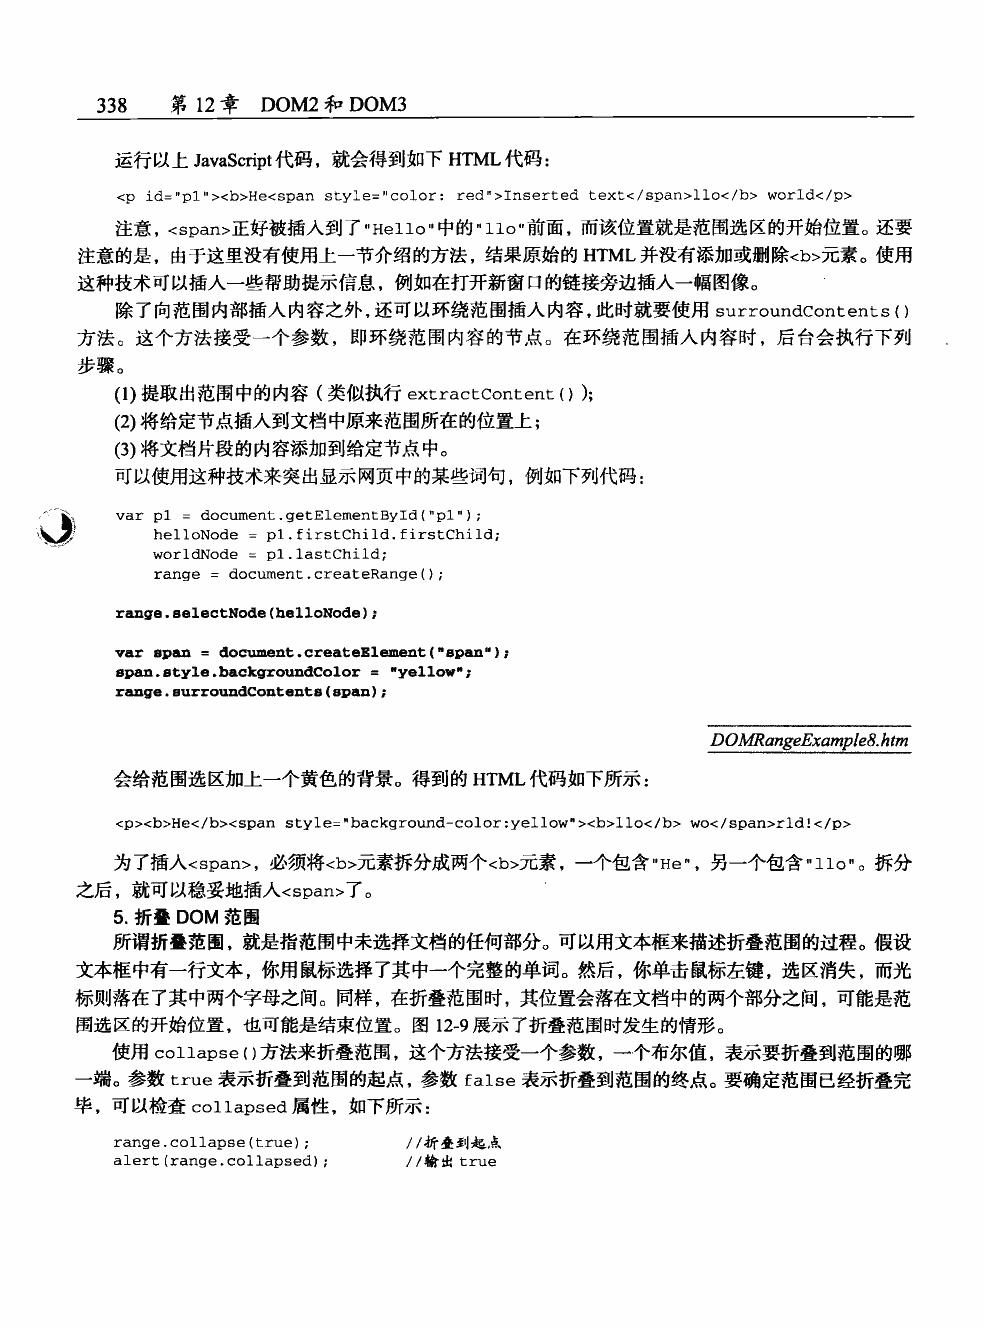 338 第 12 章 DOM2 和 DOM3
运行以上 JavaScript 代码，就会得到如下 HTML 代码：
<p id="p1"><b>He<span style="color: red">Inserted text</span>llo</b> world</p>
注意，<span>正好被插入到了"Hello"中的"llo"前面，而该位置就是范围选区的开始位置。还要
注意的是，由于这里没有使用上一节介绍的方法，结果原始的 HTML 并没有添加或删除<b>元素。使用
这种技术可以插入一些帮助提示信息，例如在打开新窗口的链接旁边插入一幅图像。
除了向范围内部插入内容之外，还可以环绕范围插入内容，此时就要使用 surroundContents()
方法。这个方法接受一个参数，即环绕范围内容的节点。在环绕范围插入内容时，后台会执行下列
步骤。
(1) 提取出范围中的内容（类似执行 extractContent()）；
(2) 将给定节点插入到文档中原来范围所在的位置上；
(3) 将文档片段的内容添加到给定节点中。
可以使用这种技术来突出显示网页中的某些词句，例如下列代码：
var p1 = document.getElementById("p1");
helloNode = p1.firstChild.firstChild;
worldNode = p1.lastChild;
range = document.createRange();
range.selectNode(helloNode);
var span = document.createElement("span");
span.style.backgroundColor = "yellow";
range.surroundContents(span);
DOMRangeExample8.htm
会给范围选区加上一个黄色的背景。得到的 HTML 代码如下所示：
<p><b>He</b><span style="background-color:yellow"><b>llo</b> wo</span>rld!</p>
为了插入<span>，必须将<b>元素拆分成两个<b>元素，一个包含"He"，另一个包含"llo"。拆分
之后，就可以稳妥地插入<span>了。
5. 折叠 DOM 范围
所谓折叠范围，就是指范围中未选择文档的任何部分。可以用文本框来描述折叠范围的过程。假设
文本框中有一行文本，你用鼠标选择了其中一个完整的单词。然后，你单击鼠标左键，选区消失，而光
标则落在了其中两个字母之间。同样，在折叠范围时，其位置会落在文档中的两个部分之间，可能是范
围选区的开始位置，也可能是结束位置。图 12-9 展示了折叠范围时发生的情形。
使用 collapse()方法来折叠范围，这个方法接受一个参数，一个布尔值，表示要折叠到范围的哪
一端。参数 true 表示折叠到范围的起点，参数 false 表示折叠到范围的终点。要确定范围已经折叠完
毕，可以检查 collapsed 属性，如下所示：
range.collapse(true); //折叠到起点
alert(range.collapsed); //输出 true